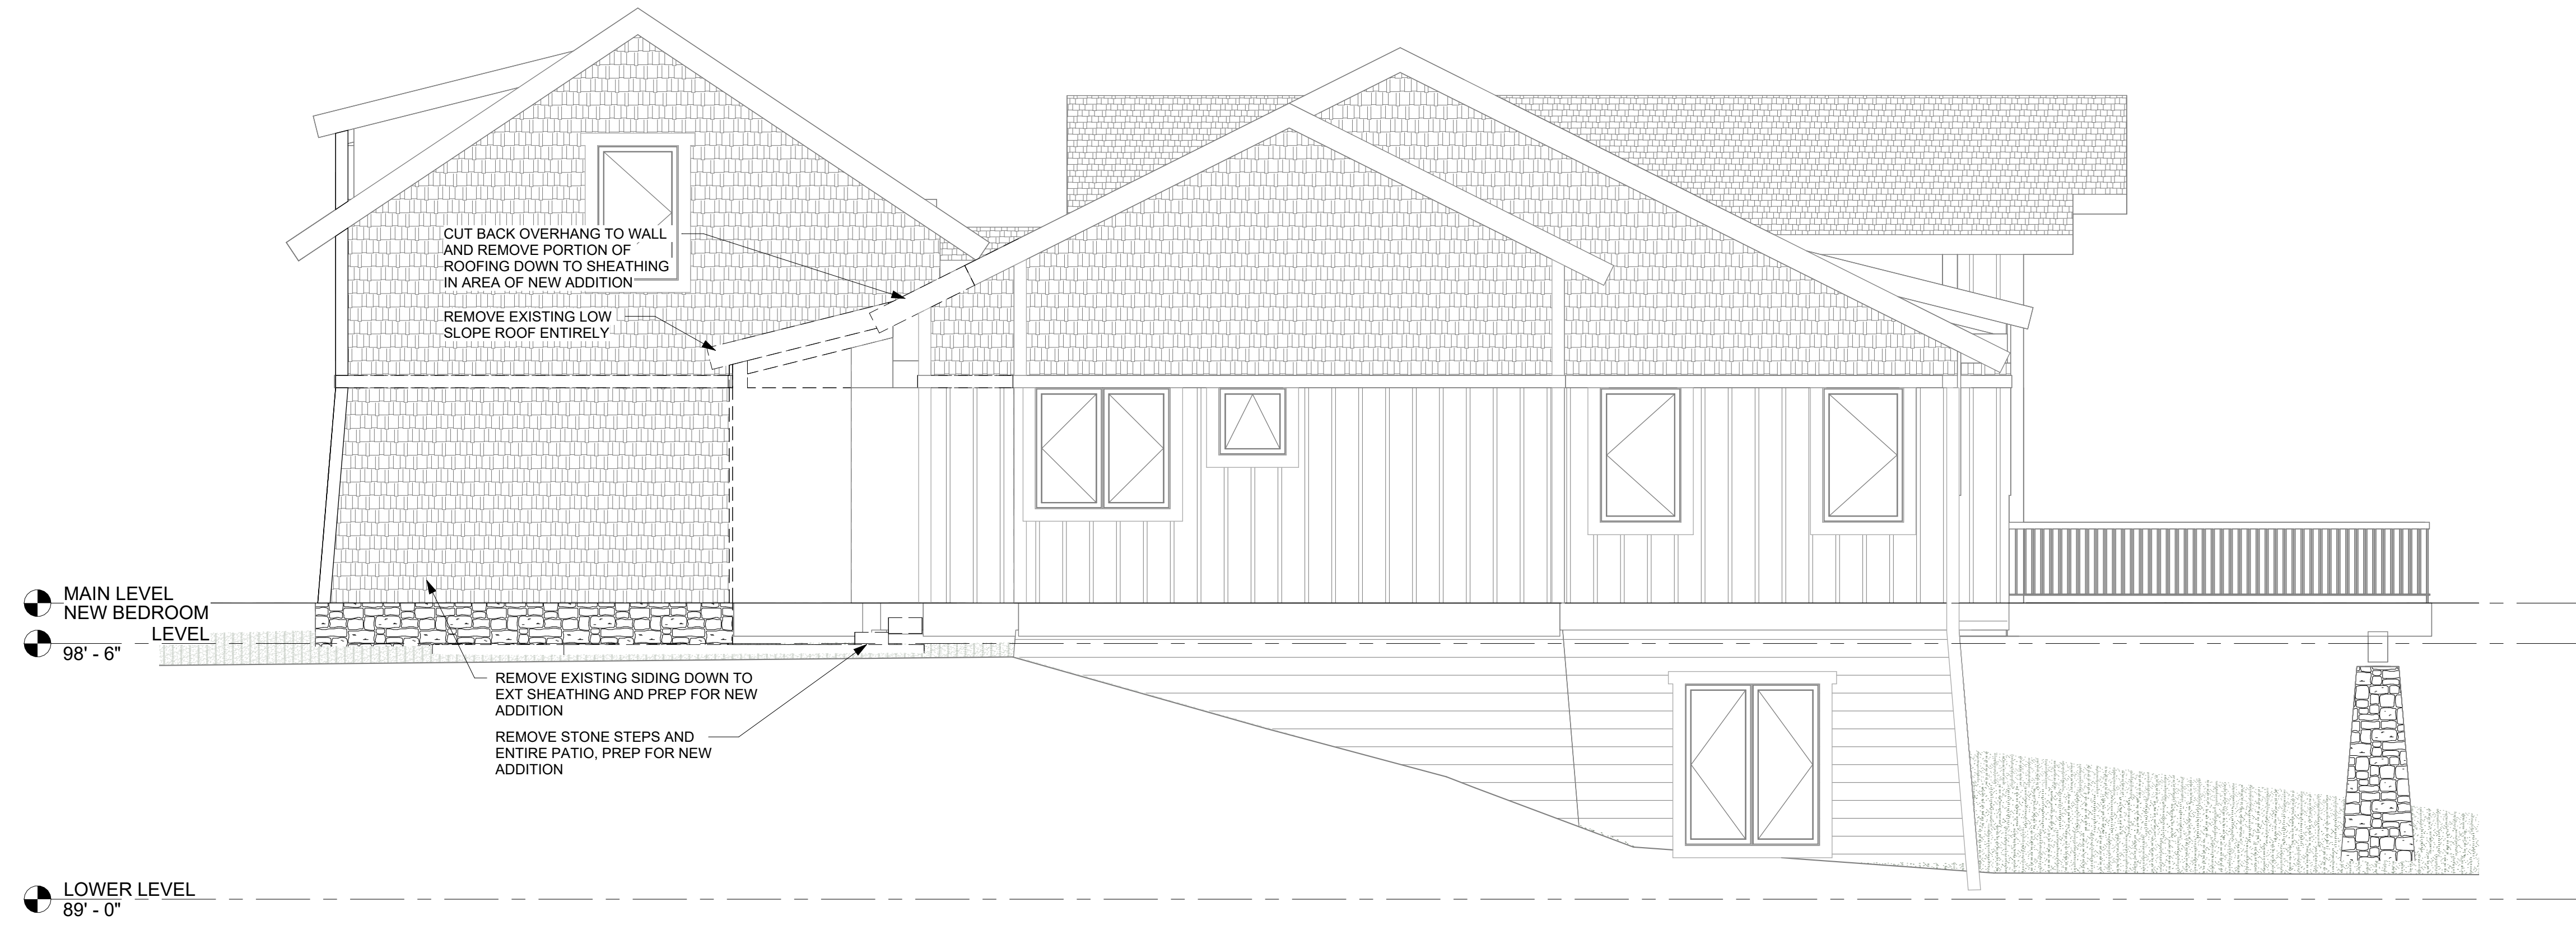 CUT BACK OVERHANG TO WALL
AND REMOVE PORTION OF
ROOFING DOWN TO SHEATHING
IN AREA OF NEW ADDITION
REMOVE EXISTING LOW
SLOPE ROOF ENTIRELY
MAIN LEVEL
NEW BEDROOM
LEVEL
98' - 6"
REMOVE EXISTING SIDING DOWN TO
EXT SHEATHING AND PREP FOR NEW
ADDITION
REMOVE STONE STEPS AND
ENTIRE PATIO, PREP FOR NEW
ADDITION
LOWER LEVEL
89' - 0"